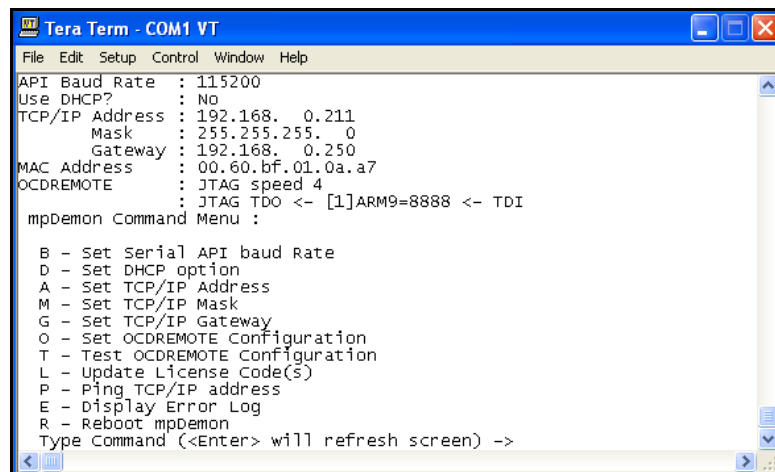 Tera Term - COM1 VT
File Edit Setup Control Window Help
API Baud Rate : 115200
Use DHCP? : No
TCP/IP Address : 192.168. 0.211
Mask : 255.255.255. 0
Gateway : 192.168. 0.250
MAC Address : 00.60.bf.01.0a.a7
OCDREMOTE : JTAG speed 4
: JTAG TDO <- [1]ARM9=8888 <- TDI
mpDemon Command Menu :
B - Set Serial API baud Rate
D - Set DHCP option
A - Set TCP/IP Address
M - Set TCP/IP Mask
G - Set TCP/IP Gateway
O - Set OCDREMOTE Configuration
T - Test OCDREMOTE Configuration
L - Update License Code(s)
P - Ping TCP/IP address
E - Display Error Log
R - Reboot mpDemon
Type Command (<Enter> will refresh screen) ->